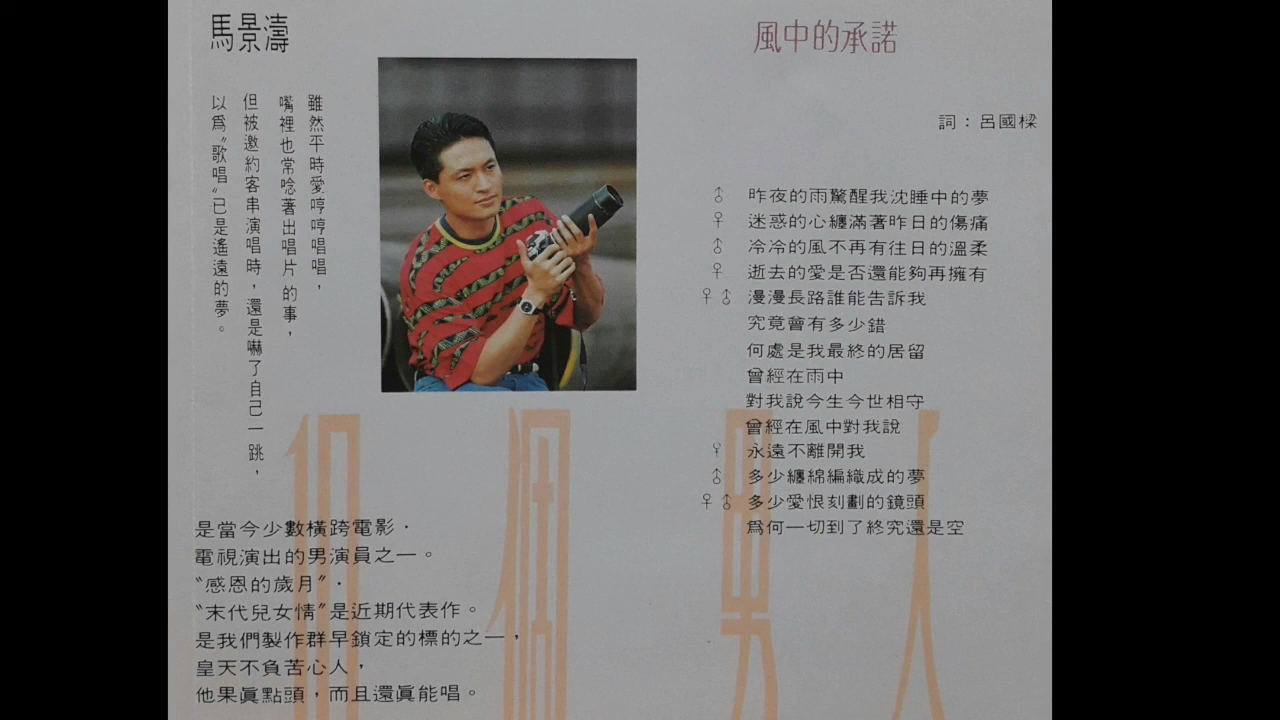 馬景濤
雖然平時愛哼哼唱唱，
嘴裡也常唸著出唱片的事，
但被邀約客串演唱時，還是嚇了自己一跳，
以爲〝歌唱〞已是遙遠的夢。
是當今少數橫跨電影．
電視演出的男演員之一。
〝感恩的歲月〞．
〝末代兒女情〞是近期代表作。
是我們製作群早鎖定的標的之一，
皇天不負苦心人，
他果眞點頭，而且還眞能唱。
風中的承諾
詞：呂國樑
♂ 昨夜的雨驚醒我沈睡中的夢
♀ 迷惑的心纏滿著昨日的傷痛
♂ 冷冷的風不再有往日的溫柔
♀ 逝去的愛是否還能夠再擁有
♀♂ 漫漫長路誰能告訴我
究竟會有多少錯
何處是我最終的居留
曾經在雨中
對我說今生今世相守
曾經在風中對我說
♀ 永遠不離開我
♂ 多少纏綿編織成的夢
♀♂ 多少愛恨刻劃的鏡頭
爲何一切到了終究還是空
個男人